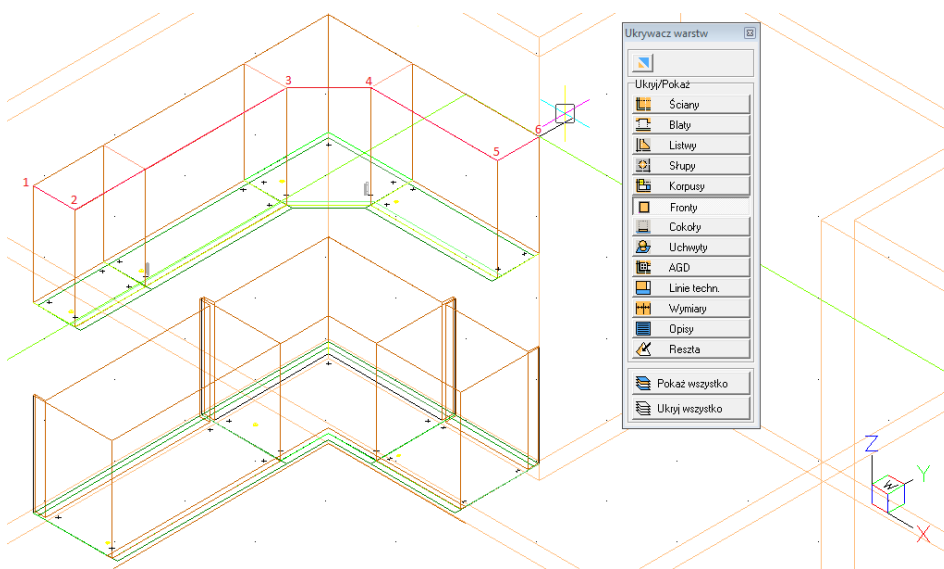 Ukrywacz warstw
Ukryj/Pokaż
Ściany
Blaty
Listwy
Słupy
Korpusy
Fronty
Cokoły
Uchwyty
AGD
Linie techn.
Wymiary
Opisy
Reszta
Pokaż wszystko
Ukryj wszystko
1
2
3
4
5
6
Z
Y
W
X